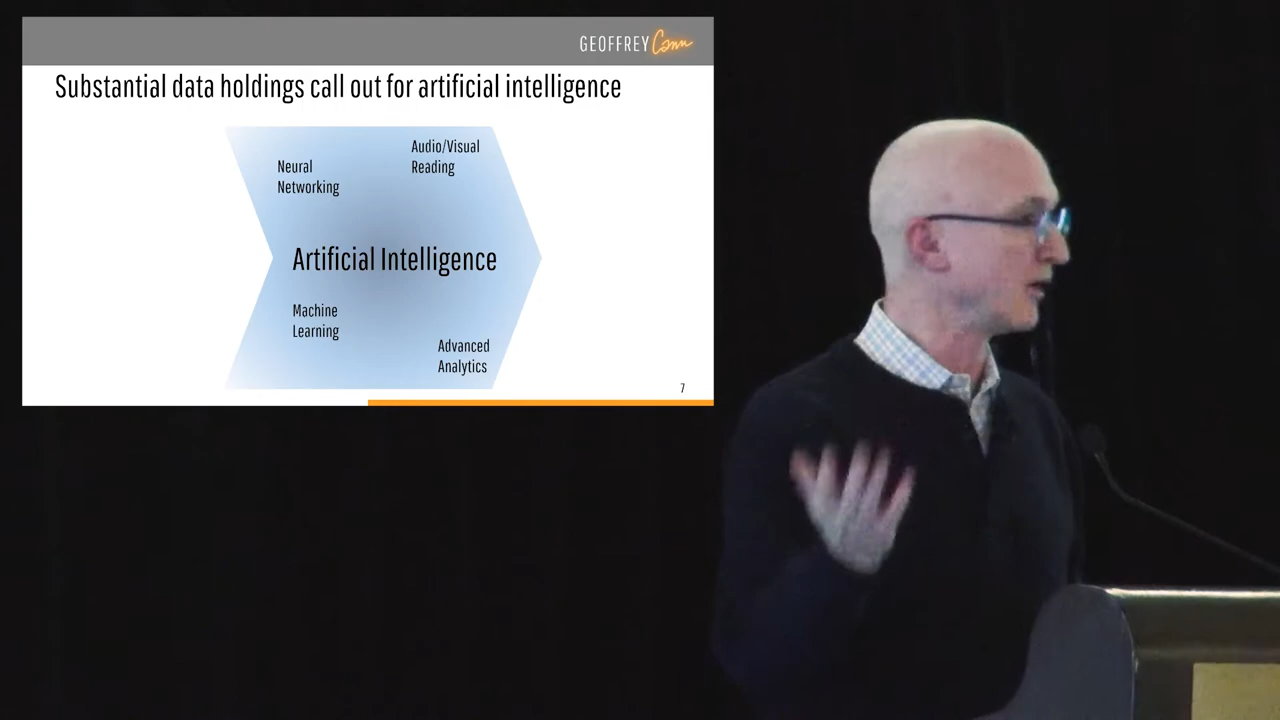 GEOFFREY Conn
Substantial data holdings call out for artificial intelligence
Audio/Visual
Reading
Neural
Networking
Artificial Intelligence
Machine
Learning
Advanced
Analytics
7